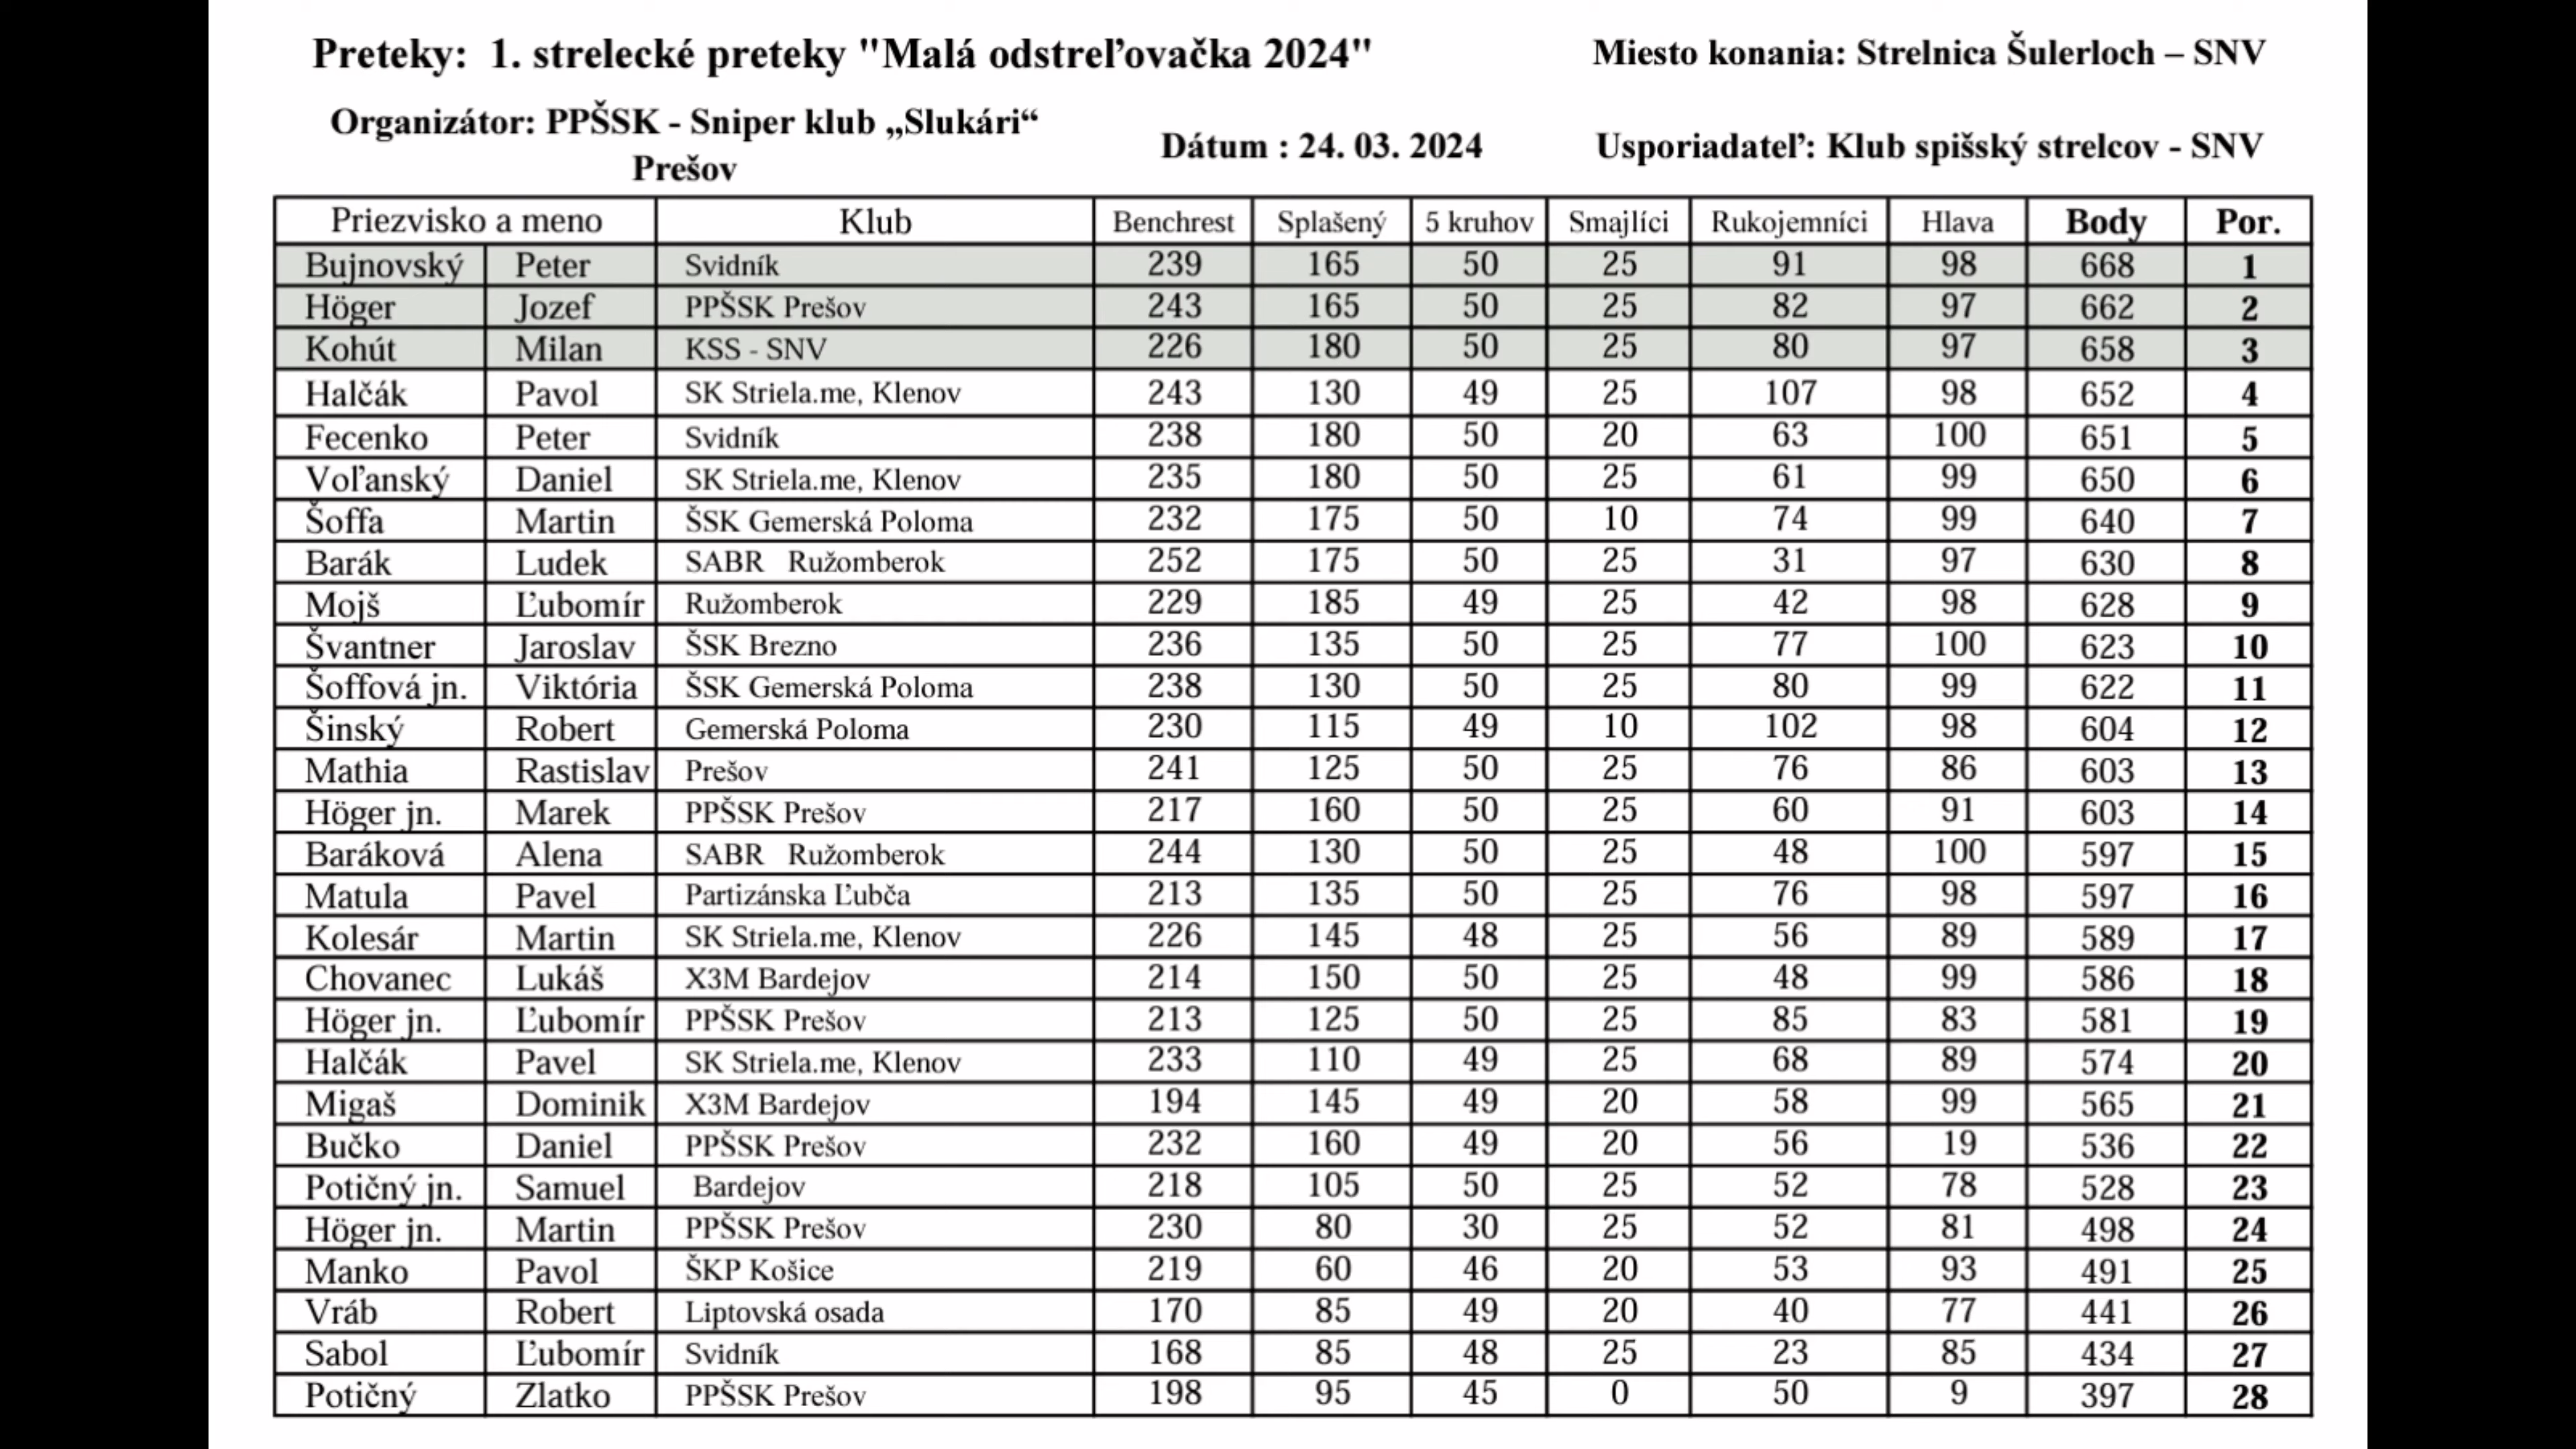 Preteky: 1. strelecké preteky "Malá odstreľovačka 2024" Miesto konania: Strelnica Šulerloch – SNV
Organizátor: PPŠSK - Sniper klub „Slukári“
Prešov
Dátum : 24. 03. 2024 Usporiadateľ: Klub spišský strelcov - SNV
Priezvisko a meno Klub Benchrest Splašený 5 kruhov Smajlíci Rukojemníci Hlava Body Por.
Bujnovský Peter Svidník 239 165 50 25 91 98 668 1
Höger Jozef PPŠSK Prešov 243 165 50 25 82 97 662 2
Kohút Milan KSS - SNV 226 180 50 25 80 97 658 3
Halčák Pavol SK Striela.me, Klenov 243 130 49 25 107 98 652 4
Fecenko Peter Svidník 238 180 50 20 63 100 651 5
Voľanský Daniel SK Striela.me, Klenov 235 180 50 25 61 99 650 6
Šoffa Martin ŠSK Gemerská Poloma 232 175 50 10 74 99 640 7
Barák Ludek SABR Ružomberok 252 175 50 25 31 97 630 8
Mojš Ľubomír Ružomberok 229 185 49 25 42 98 628 9
Švantner Jaroslav ŠSK Brezno 236 135 50 25 77 100 623 10
Šoffová jn. Viktória ŠSK Gemerská Poloma 238 130 50 25 80 99 622 11
Šinský Robert Gemerská Poloma 230 115 49 10 102 98 604 12
Mathia Rastislav Prešov 241 125 50 25 76 86 603 13
Höger jn. Marek PPŠSK Prešov 217 160 50 25 60 91 603 14
Baráková Alena SABR Ružomberok 244 130 50 25 48 100 597 15
Matula Pavel Partizánska Ľubča 213 135 50 25 76 98 597 16
Kolesár Martin SK Striela.me, Klenov 226 145 48 25 56 89 589 17
Chovanec Lukáš X3M Bardejov 214 150 50 25 48 99 586 18
Höger jn. Ľubomír PPŠSK Prešov 213 125 50 25 85 83 581 19
Halčák Pavel SK Striela.me, Klenov 233 110 49 25 68 89 574 20
Migaš Dominik X3M Bardejov 194 145 49 20 58 99 565 21
Bučko Daniel PPŠSK Prešov 232 160 49 20 56 19 536 22
Potičný jn. Samuel Bardejov 218 105 50 25 52 78 528 23
Höger jn. Martin PPŠSK Prešov 230 80 30 25 52 81 498 24
Manko Pavol ŠKP Košice 219 60 46 20 53 93 491 25
Vráb Robert Liptovská osada 170 85 49 20 40 77 441 26
Sabol Ľubomír Svidník 168 85 48 25 23 85 434 27
Potičný Zlatko PPŠSK Prešov 198 95 45 0 50 9 397 28